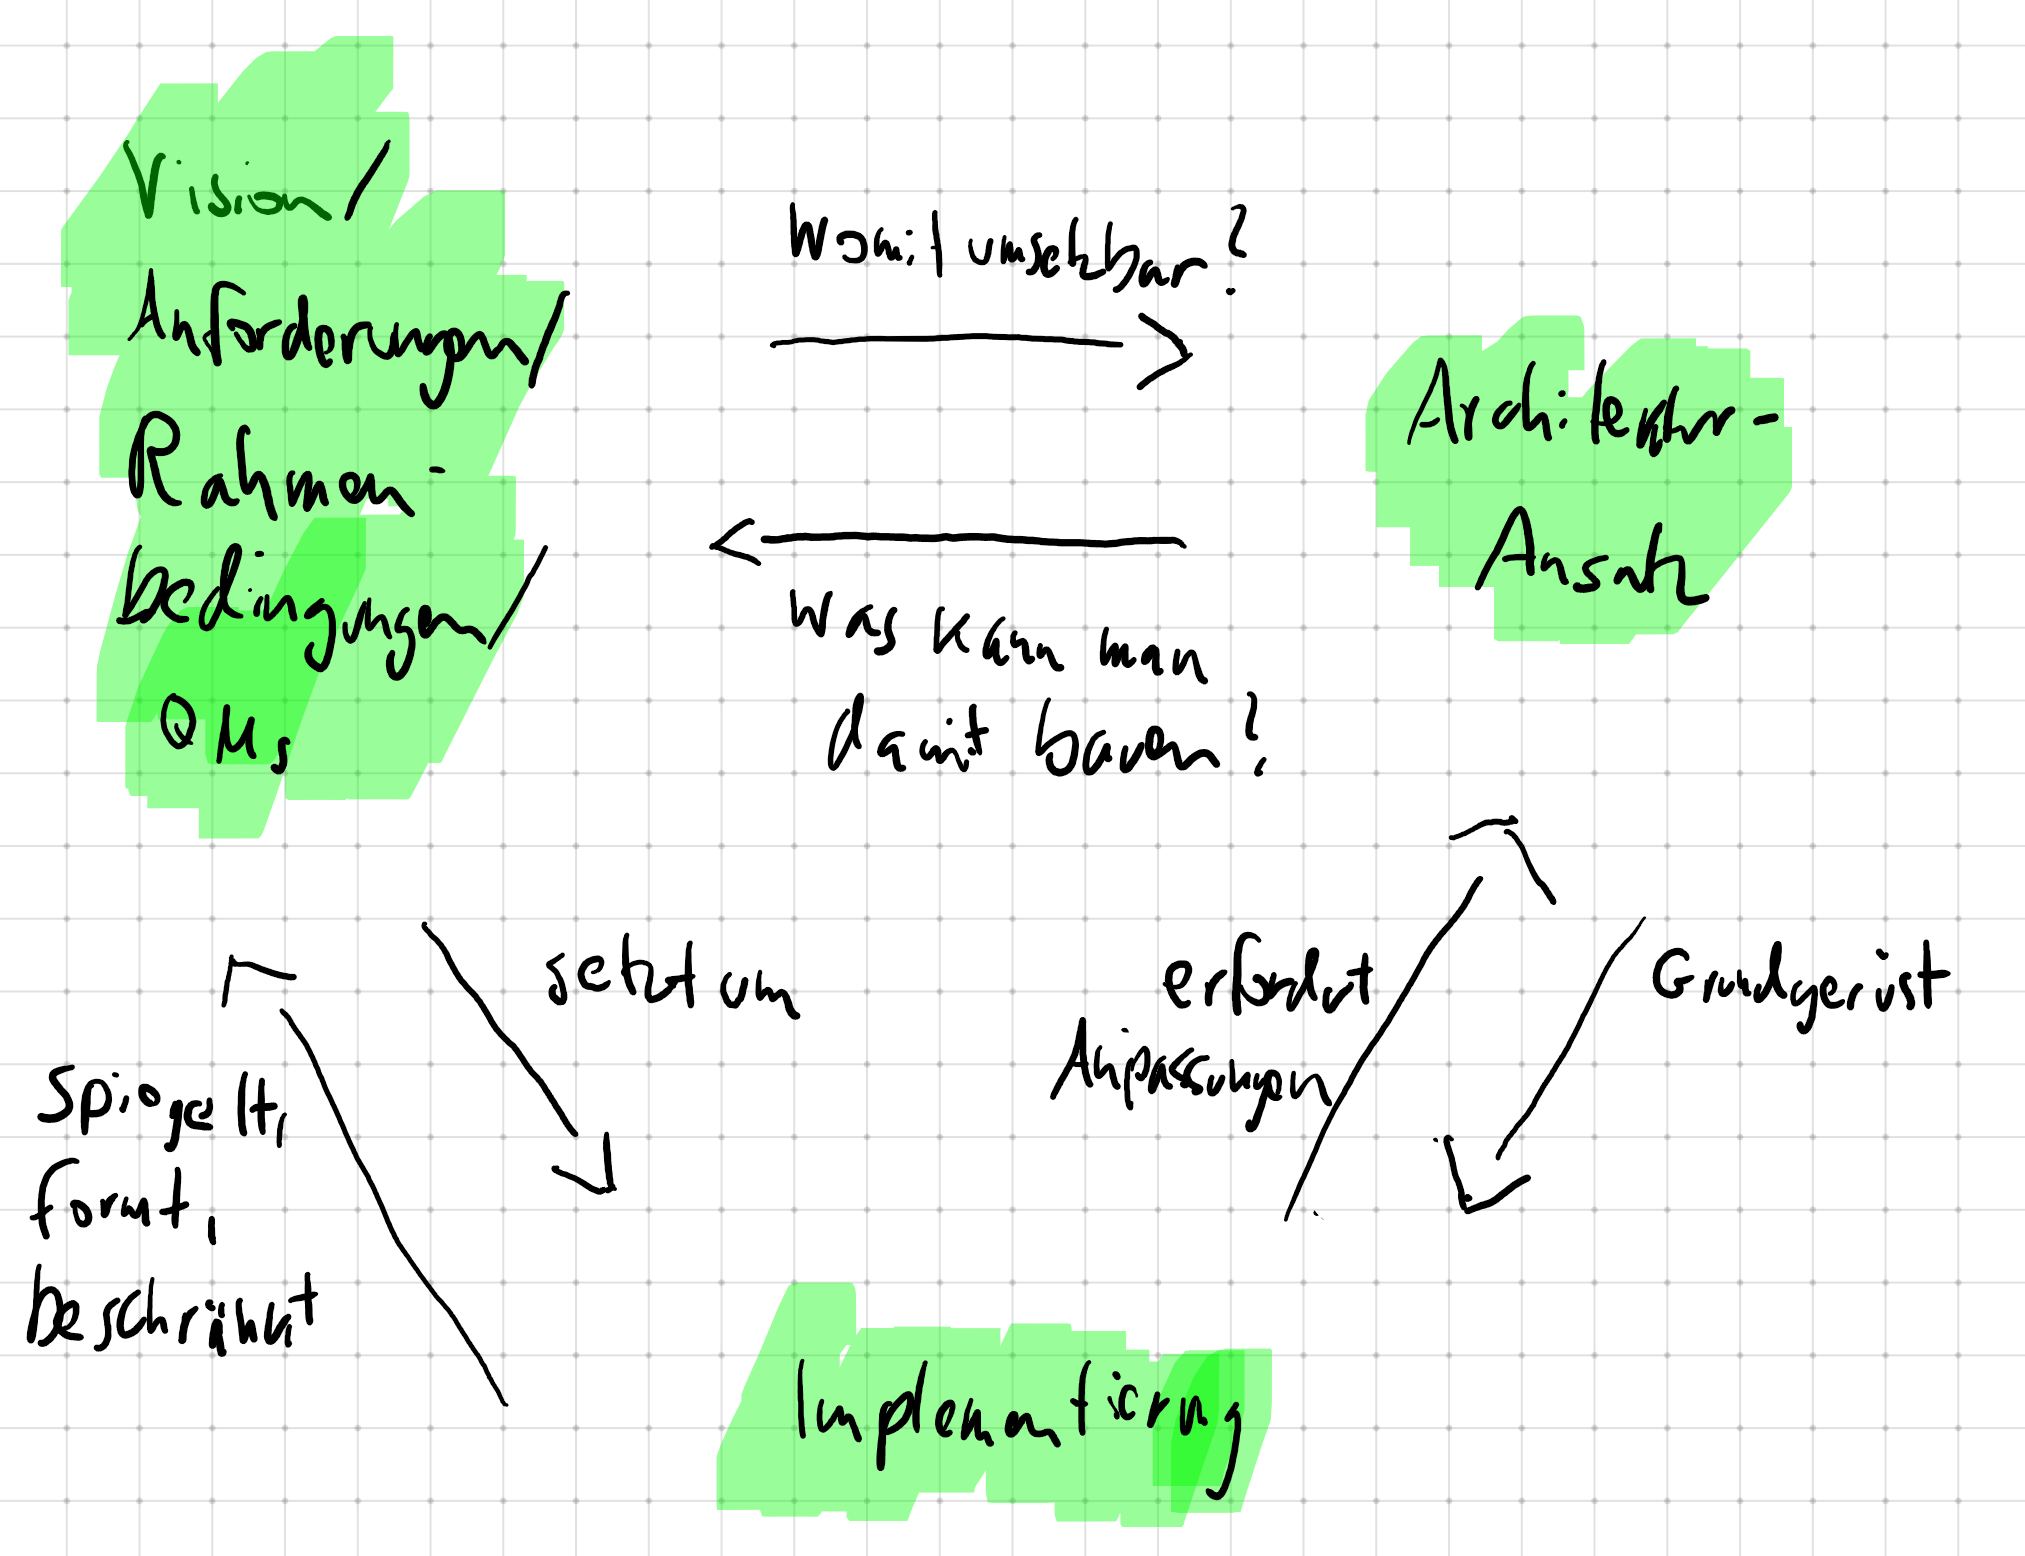 Vision/
Anforderungen/
Rahmen-
bedingungen/
QMs
Womit umsetzbar?
Architektur-
Ansatz
Was kann man
damit bauen?
setzt um
spiegelt,
formt,
beschränkt
erfordert
Anpassungen
Grundgerüst
Implementierung